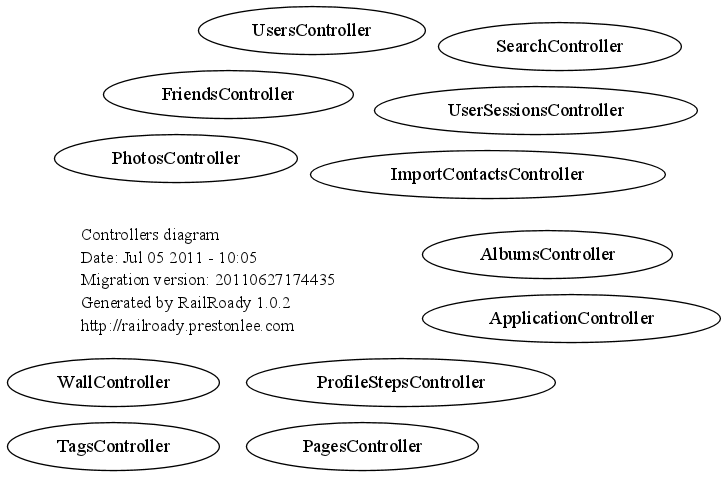 UsersController
SearchController
FriendsController
UserSessionsController
PhotosController
ImportContactsController
Controllers diagram
Date: Jul 05 2011 - 10:05
Migration version: 20110627174435
Generated by RailRoady 1.0.2
http://railroady.prestonlee.com
AlbumsController
ApplicationController
WallController
ProfileStepsController
TagsController
PagesController